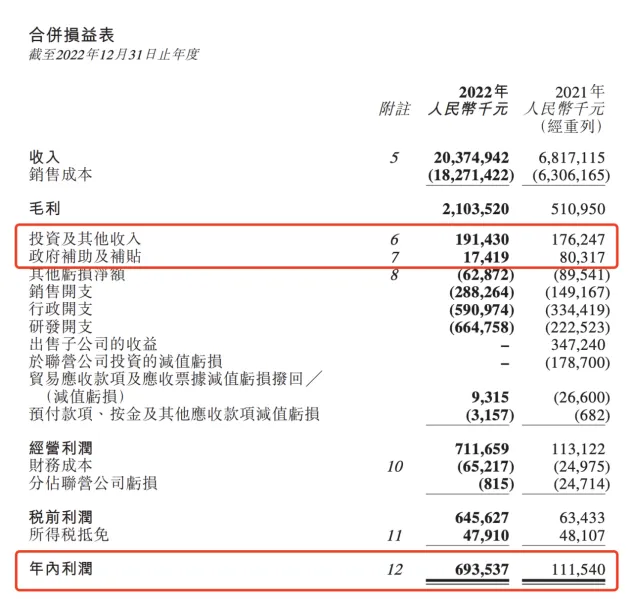 合併損益表
截至2022年12月31日止年度
2022年 2021年
附註 人民幣千元 人民幣千元
（經重列）
收入 5 20,374,942 6,817,115
銷售成本 (18,271,422) (6,306,165)
毛利 2,103,520 510,950
投資及其他收入 6 191,430 176,247
政府補助及補貼 7 17,419 80,317
其他虧損淨額 8 (62,872) (89,541)
銷售開支 (288,264) (149,167)
行政開支 (590,974) (334,419)
研發開支 (664,758) (222,523)
出售子公司的收益 – 347,240
於聯營公司投資的減值虧損 – (178,700)
貿易應收款項及應收票據減值虧損撥回／
（減值虧損） 9,315 (26,600)
預付款項、按金及其他應收款項減值虧損 (3,157) (682)
經營利潤 711,659 113,122
財務成本 10 (65,217) (24,975)
分佔聯營公司虧損 (815) (24,714)
稅前利潤 645,627 63,433
所得稅抵免 11 47,910 48,107
年內利潤 12 693,537 111,540